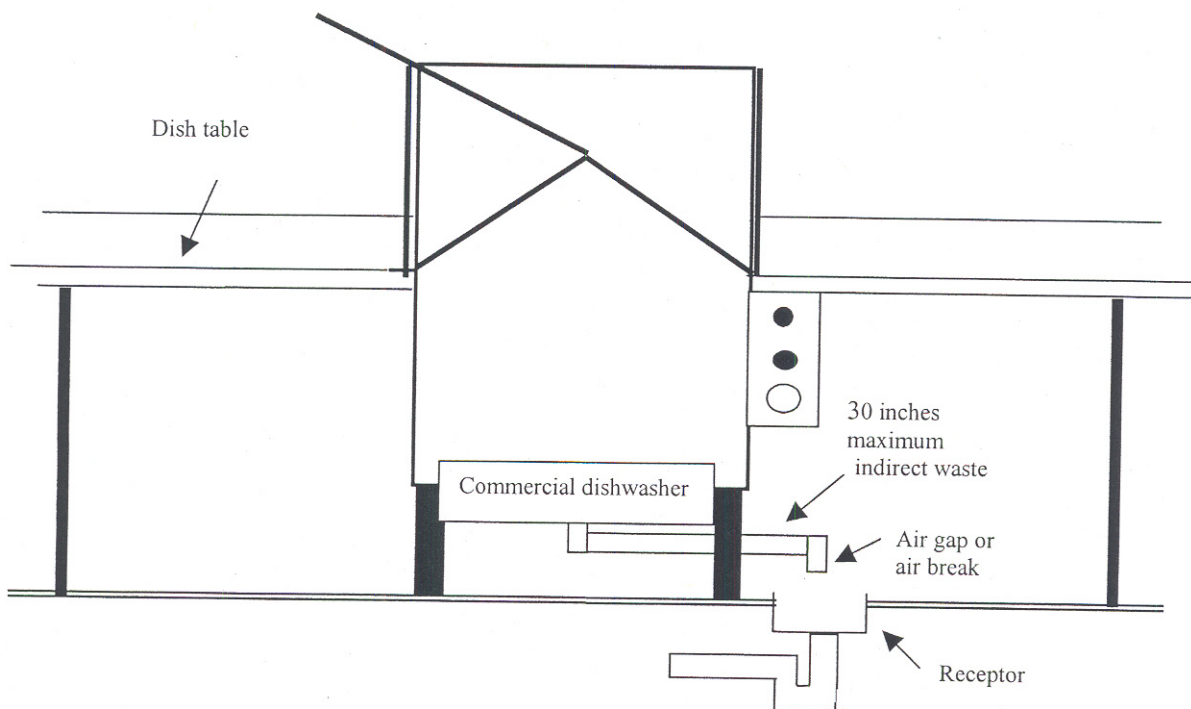 Dish table
30 inches
maximum
indirect waste
Commercial dishwasher
Air gap or
air break
Receptor